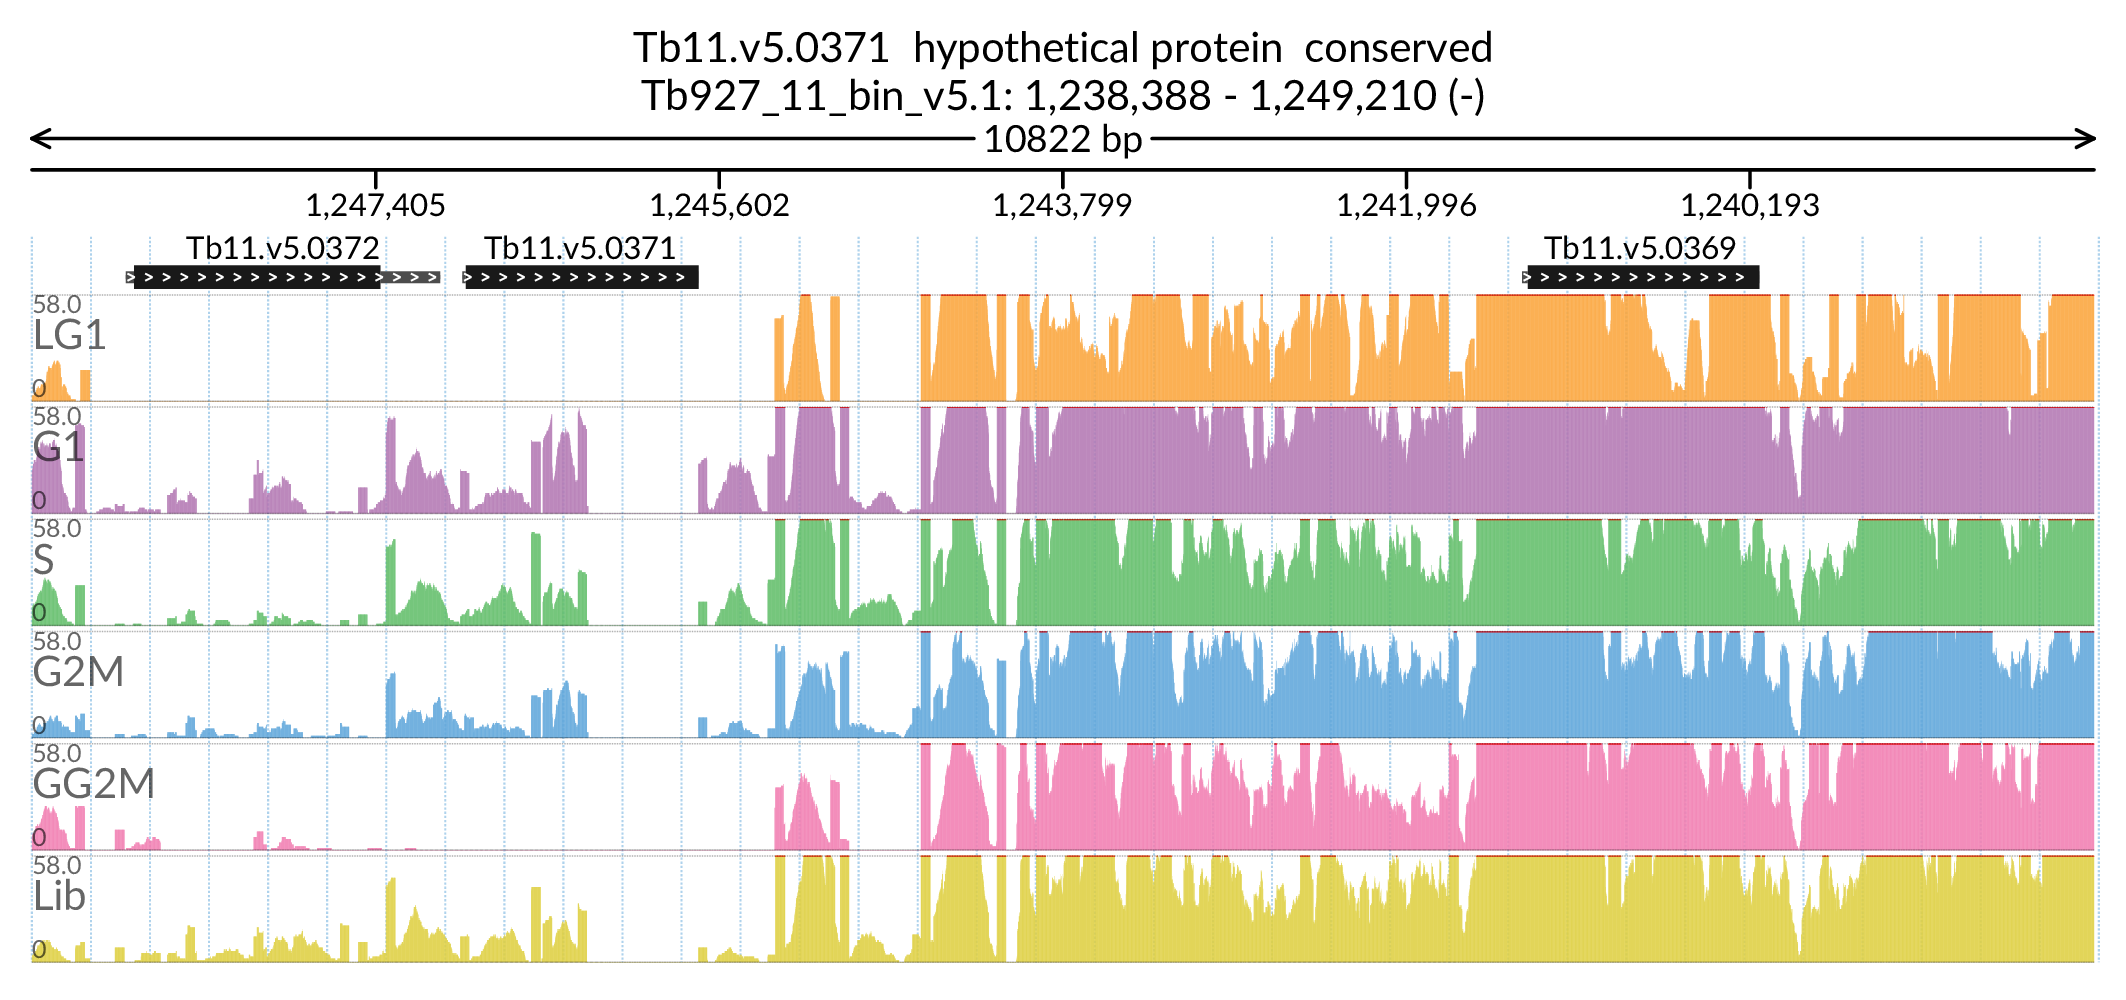 Tb11.v5.0371 hypothetical protein conserved
Tb927_11_bin_v5.1: 1,238,388 - 1,249,210 (-)
10822 bp
1,247,405 1,245,602 1,243,799 1,241,996 1,240,193
Tb11.v5.0372 Tb11.v5.0371 Tb11.v5.0369
58.0
LG1
0
58.0
G1
0
58.0
S
0
58.0
G2M
0
58.0
GG2M
0
58.0
Lib
0